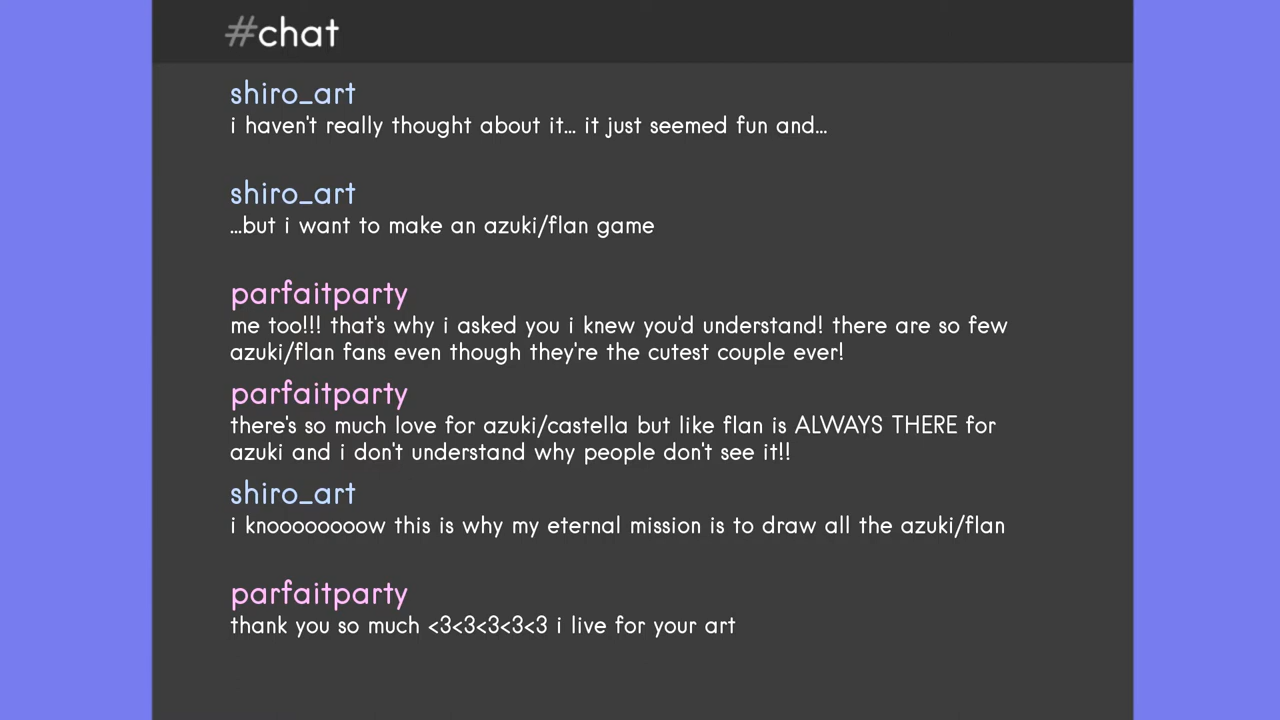 #chat
shiro_art
i haven't really thought about it... it just seemed fun and...
shiro_art
...but i want to make an azuki/flan game
parfaitparty
me too!!! that's why i asked you i knew you'd understand! there are so few
azuki/flan fans even though they're the cutest couple ever!
parfaitparty
there's so much love for azuki/castella but like flan is ALWAYS THERE for
azuki and i don't understand why people don't see it!!
shiro_art
i knoooooooow this is why my eternal mission is to draw all the azuki/flan
parfaitparty
thank you so much <3<3<3<3<3 i live for your art